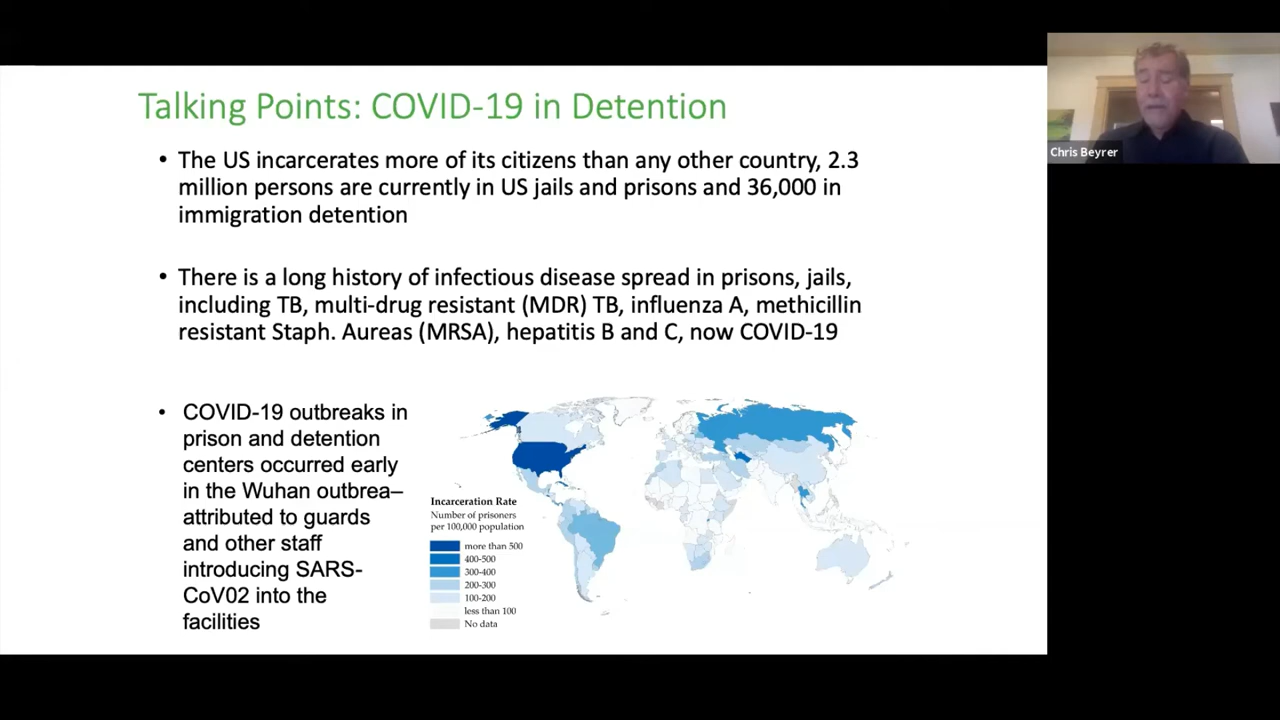 Talking Points: COVID-19 in Detention
• The US incarcerates more of its citizens than any other country, 2.3
million persons are currently in US jails and prisons and 36,000 in
immigration detention
• There is a long history of infectious disease spread in prisons, jails,
including TB, multi-drug resistant (MDR) TB, influenza A, methicillin
resistant Staph. Aureas (MRSA), hepatitis B and C, now COVID-19
• COVID-19 outbreaks in
prison and detention
centers occurred early
in the Wuhan outbrea–
attributed to guards
and other staff
introducing SARS-
CoV02 into the
facilities
Incarceration Rate
Number of prisoners
per 100,000 population
more than 500
400-500
300-400
200-300
100-200
less than 100
No data
Chris Beyrer